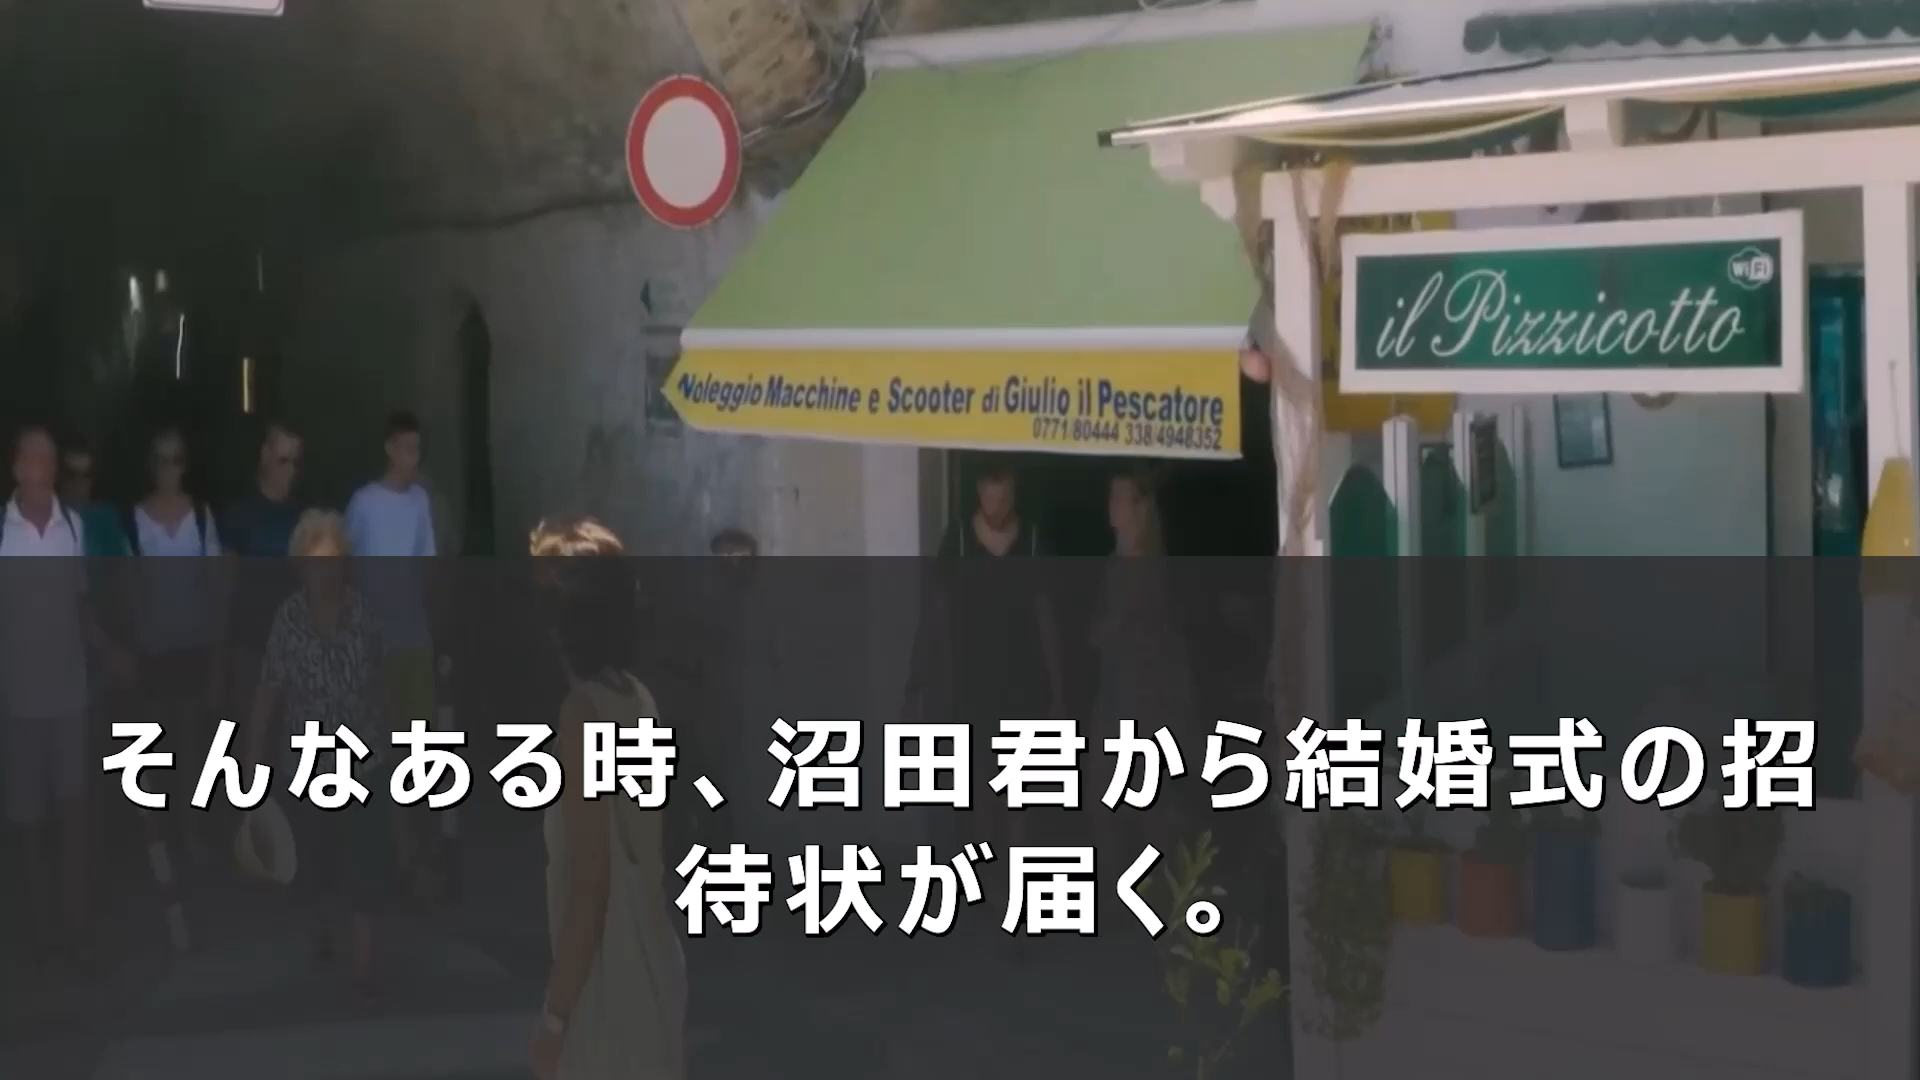 WiFi
il Pizzicotto
Noleggio Macchine e Scooter di Giulio il Pescatore
0771 80444 338 4948352
そんなある時、沼田君から結婚式の招
待状が届く。